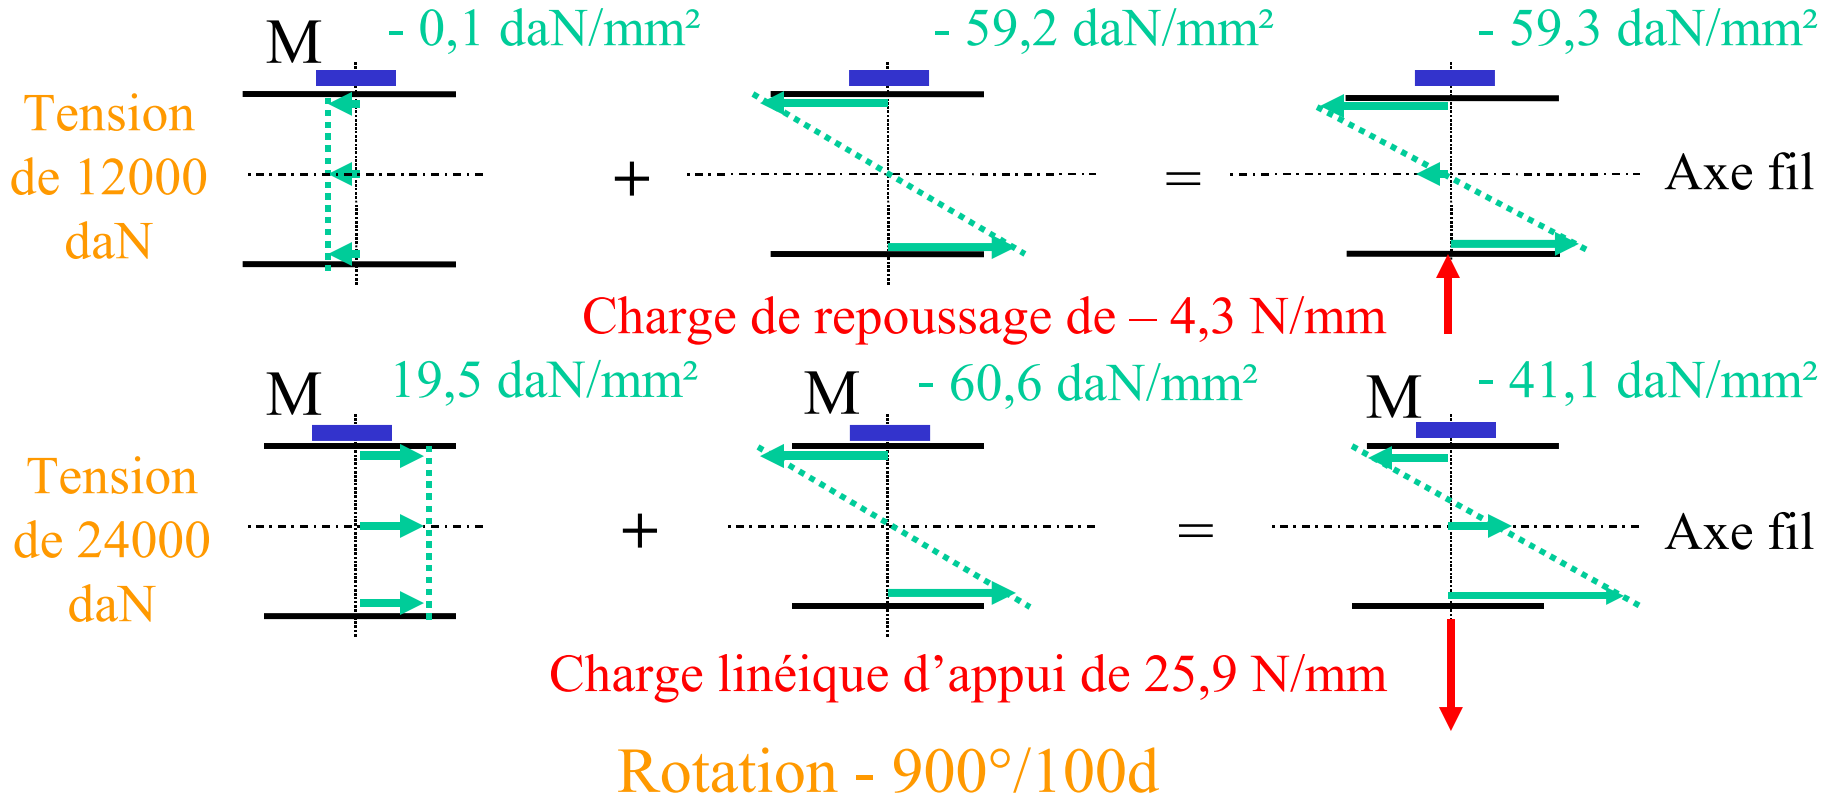 M - 0,1 daN/mm² - 59,2 daN/mm² - 59,3 daN/mm²
Tension
de 12000
daN
+ = Axe fil
Charge de repoussage de – 4,3 N/mm
M 19,5 daN/mm² M - 60,6 daN/mm² M - 41,1 daN/mm²
Tension
de 24000
daN
+ = Axe fil
Charge linéique d’appui de 25,9 N/mm
Rotation - 900°/100d